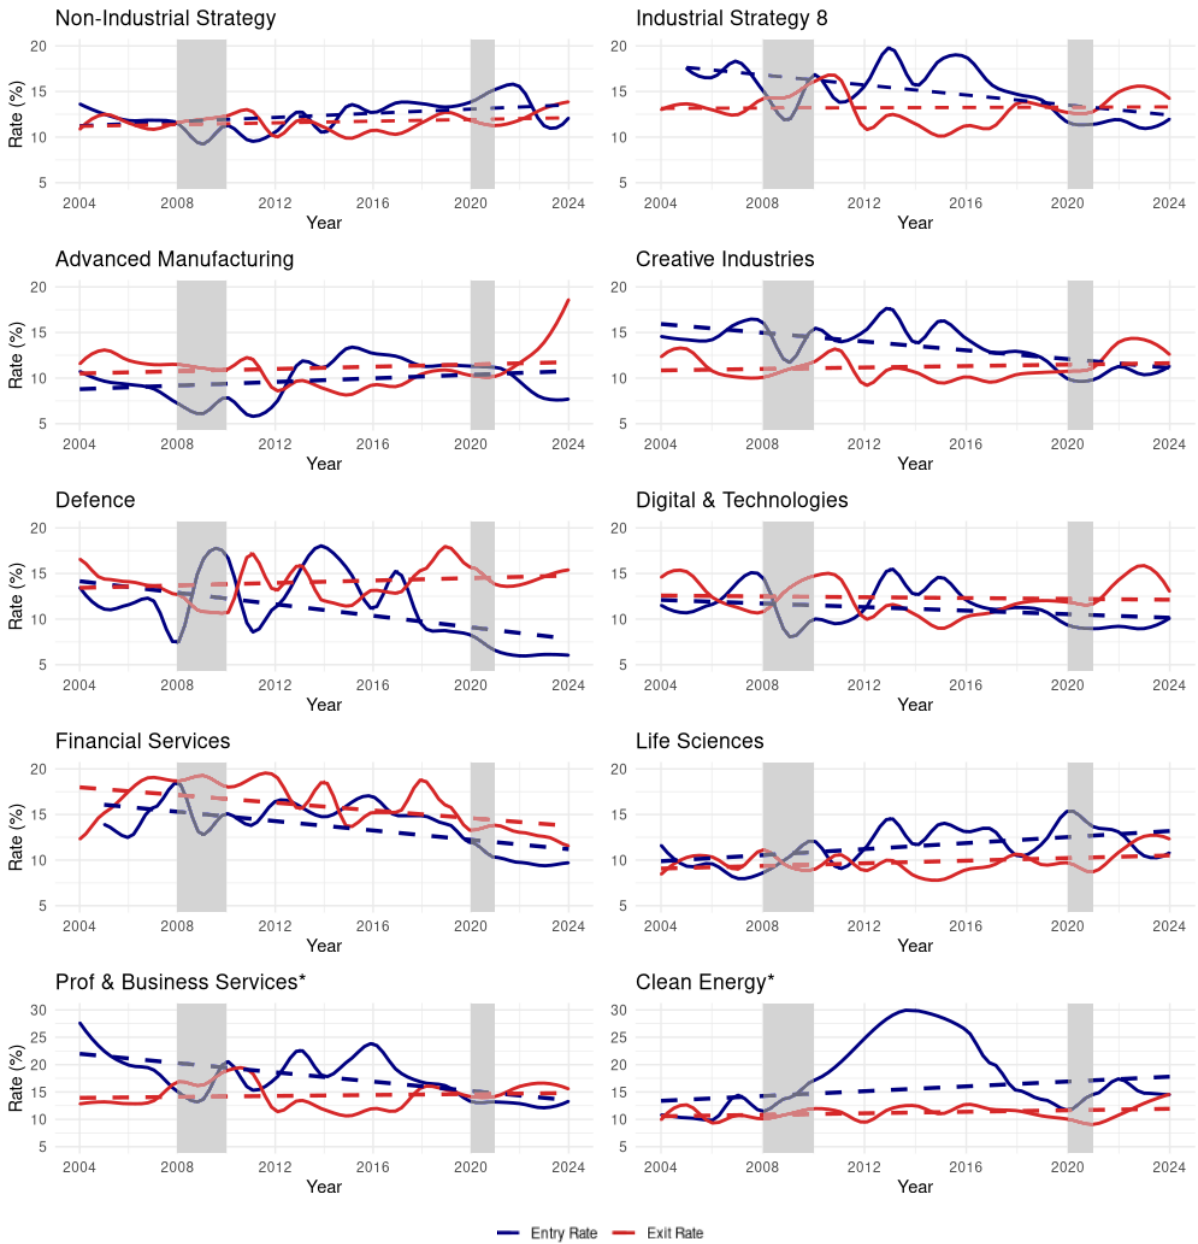 Non-Industrial Strategy
20
15
10
5
Rate (%)
2004 2008 2012 2016 2020 2024
Year
Industrial Strategy 8
20
15
10
5
2004 2008 2012 2016 2020 2024
Year
Advanced Manufacturing
20
15
10
5
Rate (%)
2004 2008 2012 2016 2020 2024
Year
Creative Industries
20
15
10
5
2004 2008 2012 2016 2020 2024
Year
Defence
20
15
10
5
Rate (%)
2004 2008 2012 2016 2020 2024
Year
Digital & Technologies
20
15
10
5
2004 2008 2012 2016 2020 2024
Year
Financial Services
20
15
10
5
Rate (%)
2004 2008 2012 2016 2020 2024
Year
Life Sciences
20
15
10
5
2004 2008 2012 2016 2020 2024
Year
Prof & Business Services*
30
25
20
15
10
5
Rate (%)
2004 2008 2012 2016 2020 2024
Year
Clean Energy*
30
25
20
15
10
5
2004 2008 2012 2016 2020 2024
Year
Entry Rate Exit Rate